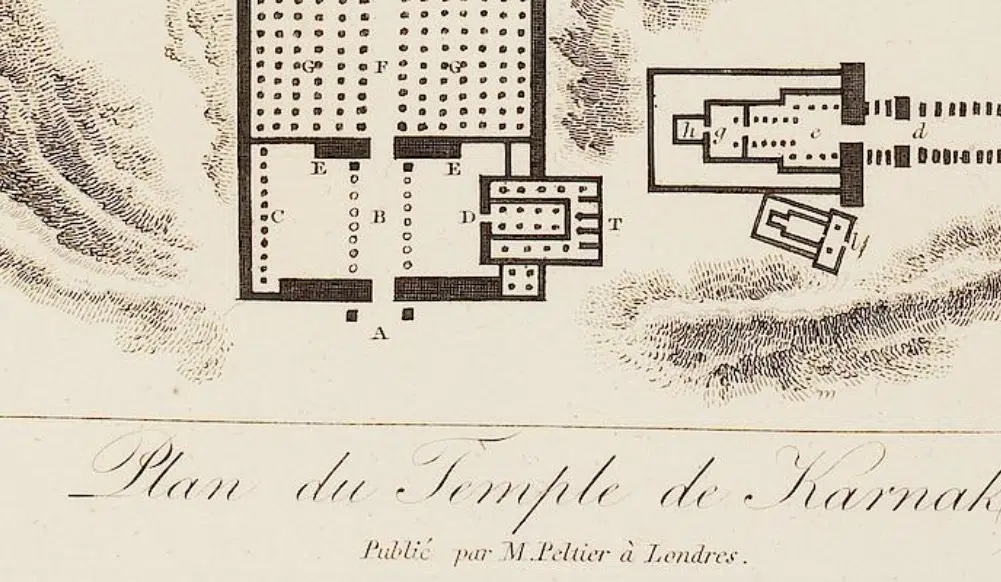 G F G
h g e d
E E
C B D T
l f
A
m
Plan du Temple de Karnak,
Publié par M. Peltier à Londres.